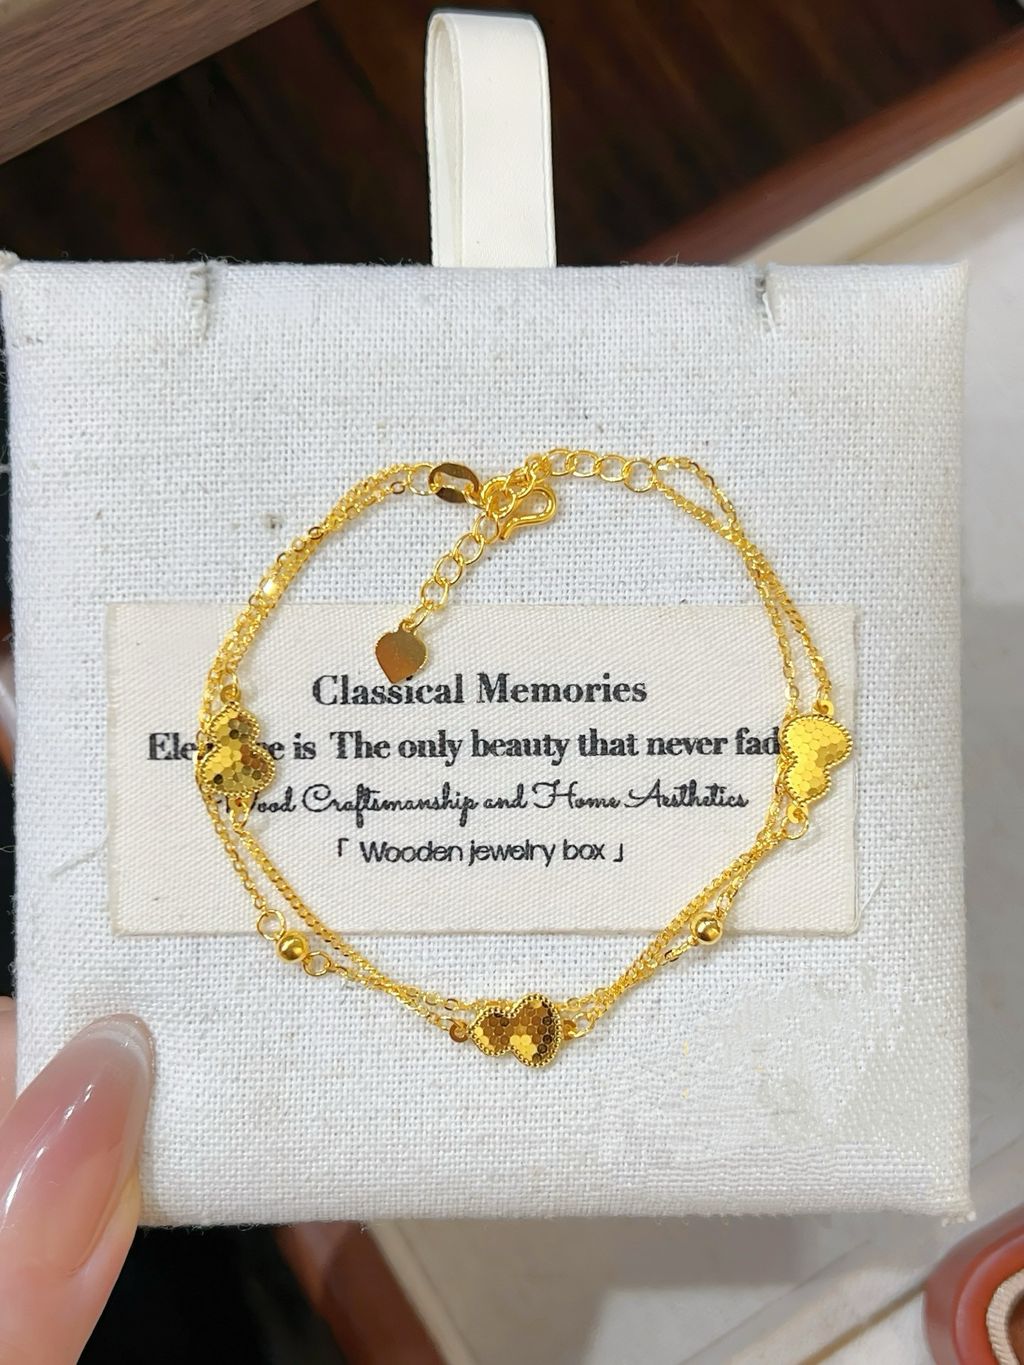 Classical Memories
is The only beauty that never
Craftsmanship and Home Aesthetics
「 Wooden jewelry box 」